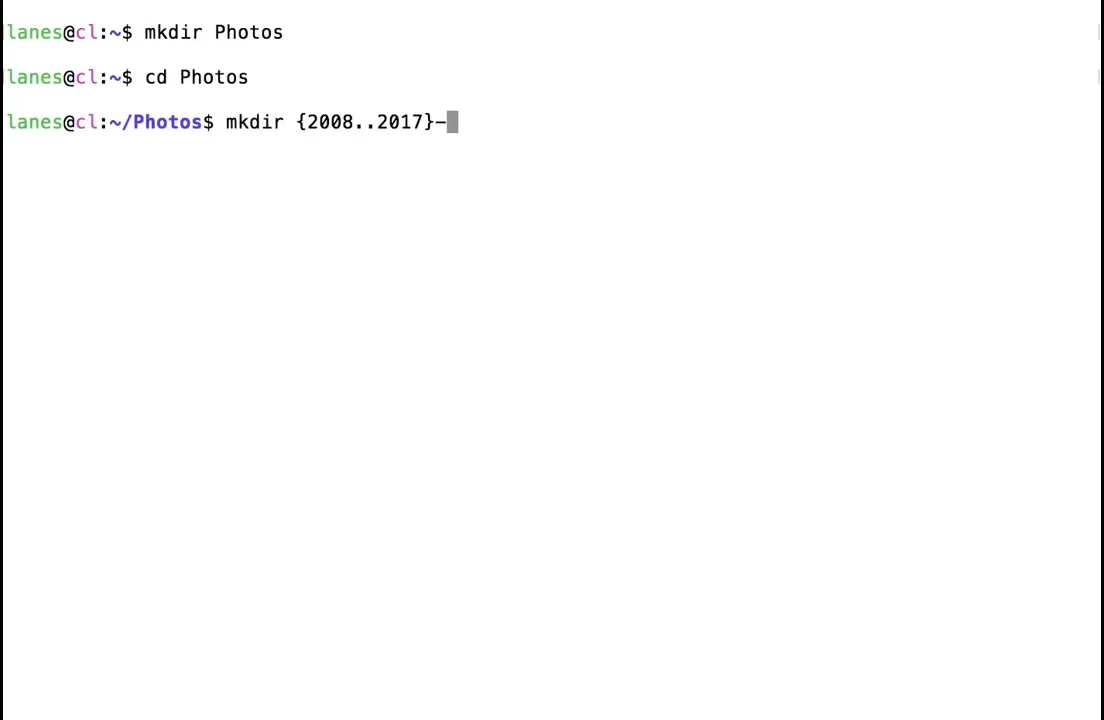 lanes@cl:~$ mkdir Photos
lanes@cl:~$ cd Photos
lanes@cl:~/Photos$ mkdir {2008..2017}-